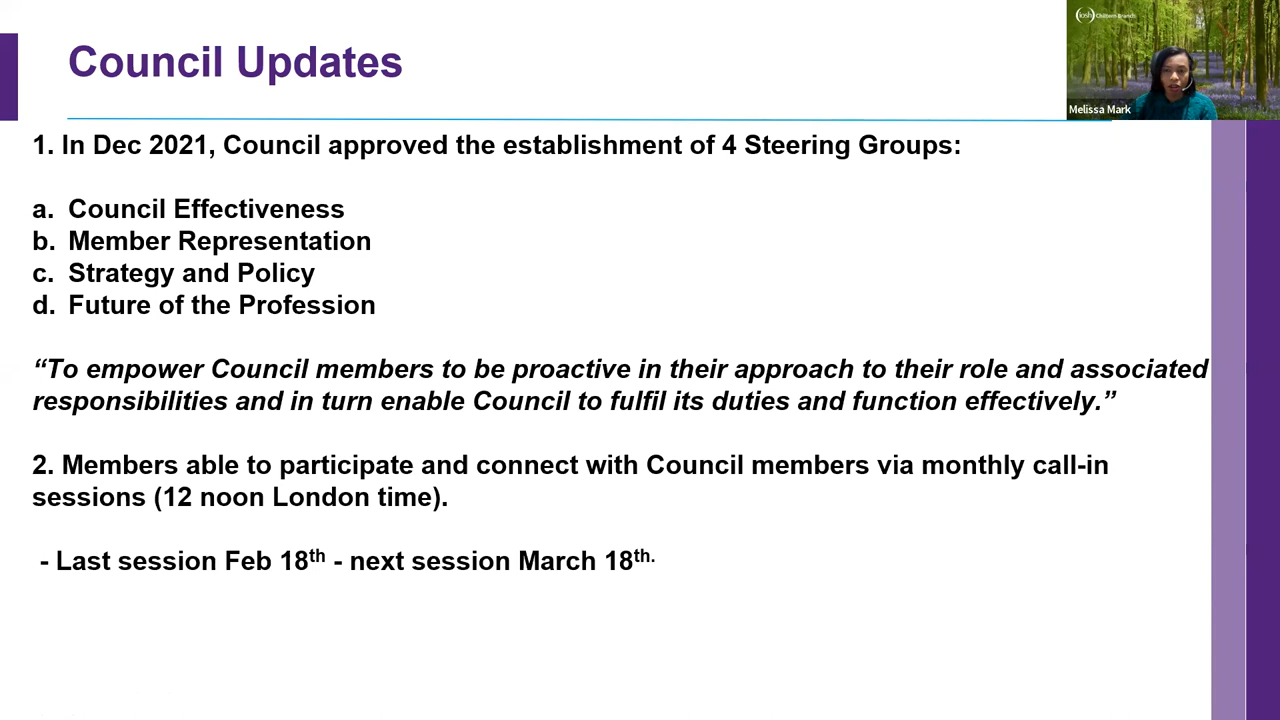 Council Updates
iosh Chiltern Branch
Melissa Mark
1. In Dec 2021, Council approved the establishment of 4 Steering Groups:
a. Council Effectiveness
b. Member Representation
c. Strategy and Policy
d. Future of the Profession
“To empower Council members to be proactive in their approach to their role and associated
responsibilities and in turn enable Council to fulfil its duties and function effectively.”
2. Members able to participate and connect with Council members via monthly call-in
sessions (12 noon London time).
- Last session Feb 18th - next session March 18th.